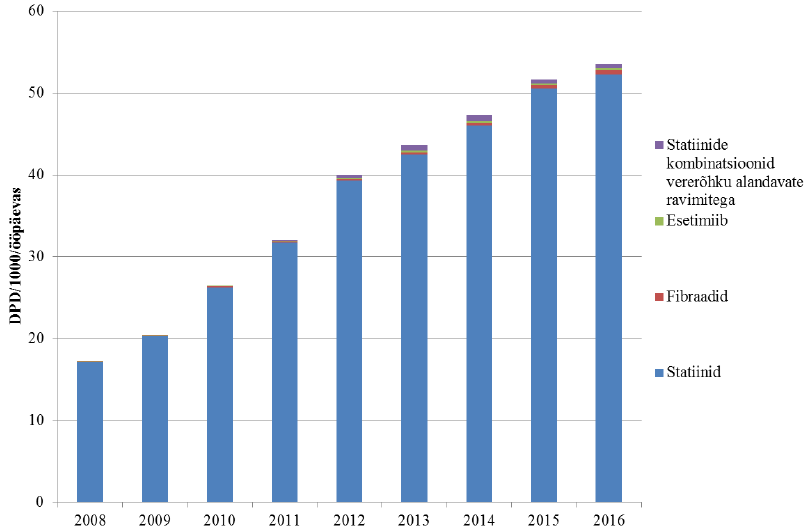 60
50
40
30
20
10
0
DPD/1000/ööpäevas
2008 2009 2010 2011 2012 2013 2014 2015 2016
Statiinide
kombinatsioonid
vererõhku alandavate
ravimitega
Esetimiib
Fibraadid
Statiinid